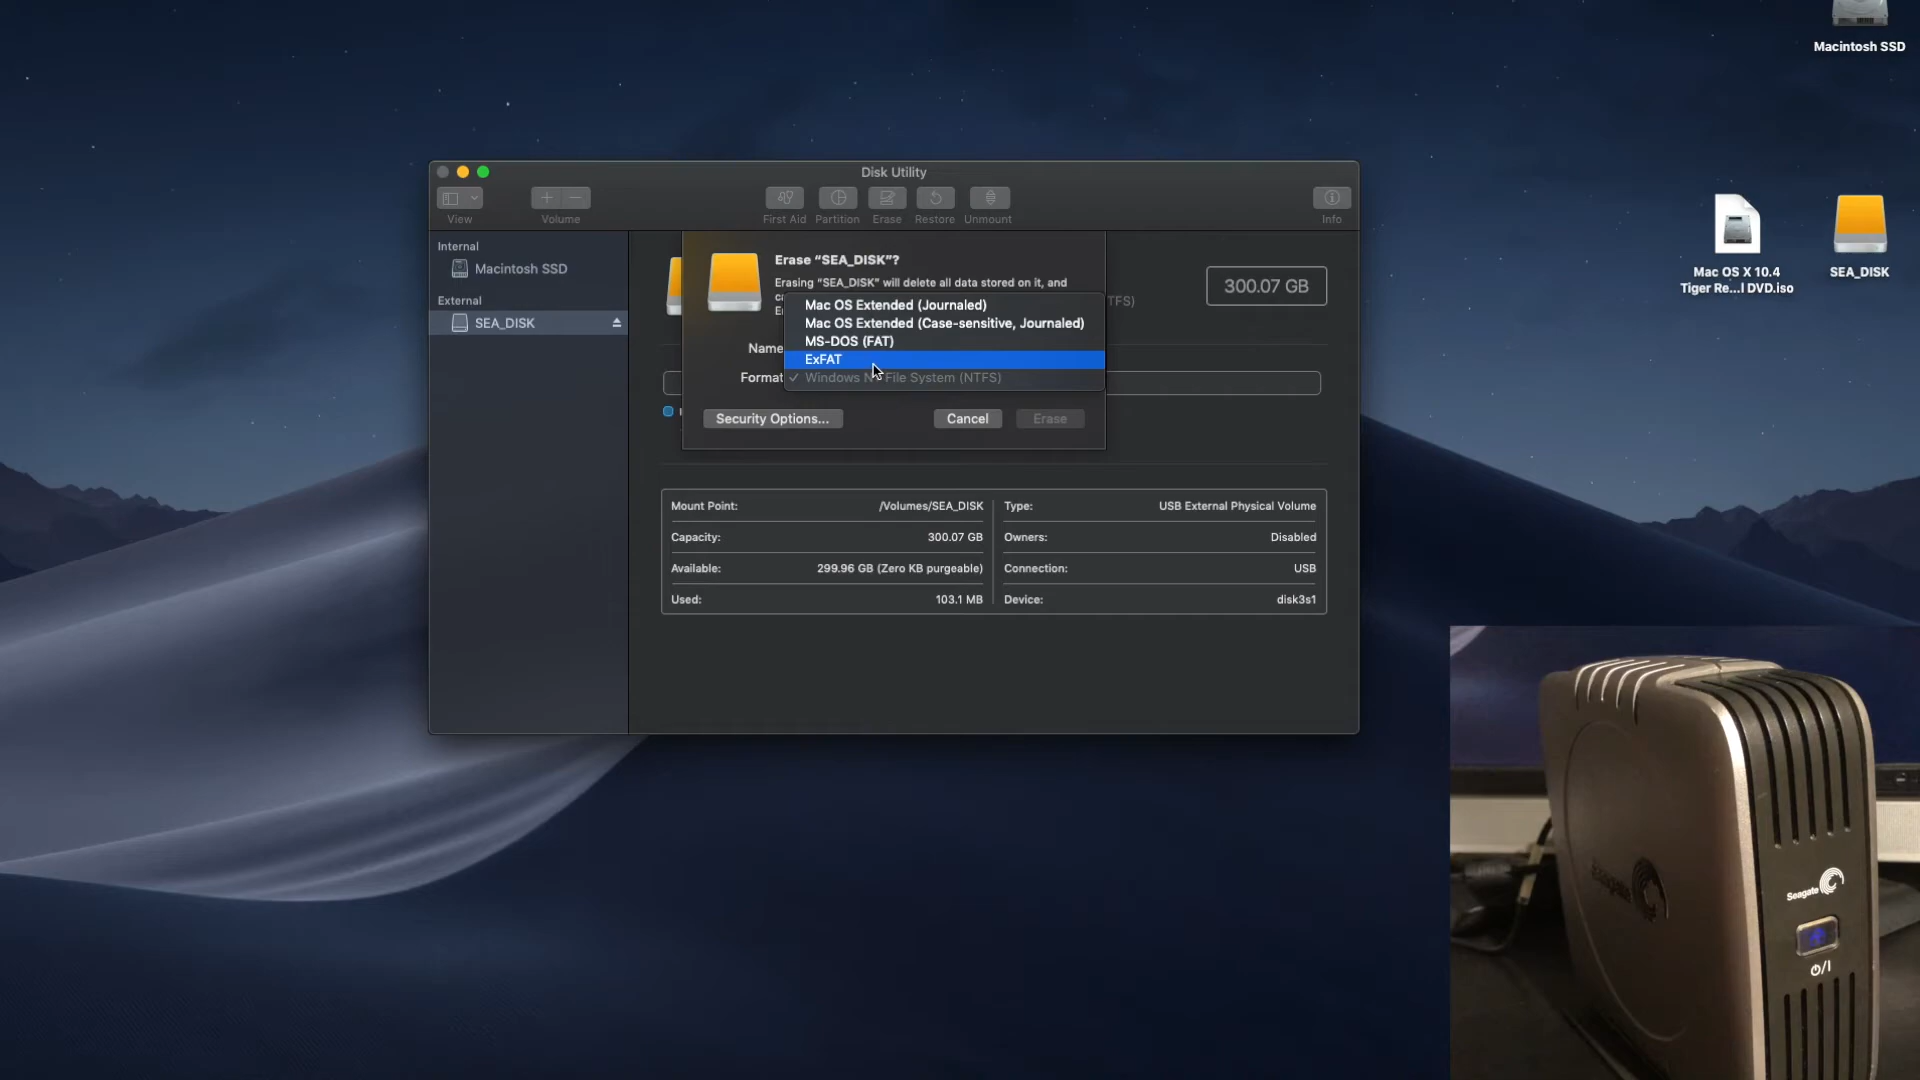 Macintosh SSD
Disk Utility
View
Volume
First Aid
Partition
Erase
Restore
Unmount
Info
Internal
Macintosh SSD
External
SEA_DISK
Erase “SEA_DISK”?
Erasing “SEA_DISK” will delete all data stored on it, and
300.07 GB
Mac OS Extended (Journaled)
Mac OS Extended (Case-sensitive, Journaled)
MS-DOS (FAT)
Name
ExFAT
Format
File System (NTFS)
Security Options...
Cancel
Erase
Mount Point: /Volumes/SEA_DISK
Type: USB External Physical Volume
Capacity: 300.07 GB
Owners: Disabled
Available: 299.96 GB (Zero KB purgeable)
Connection: USB
Used: 103.1 MB
Device: disk3s1
Mac OS X 10.4
Tiger Re...l DVD.iso
SEA_DISK
Seagate
Seagate